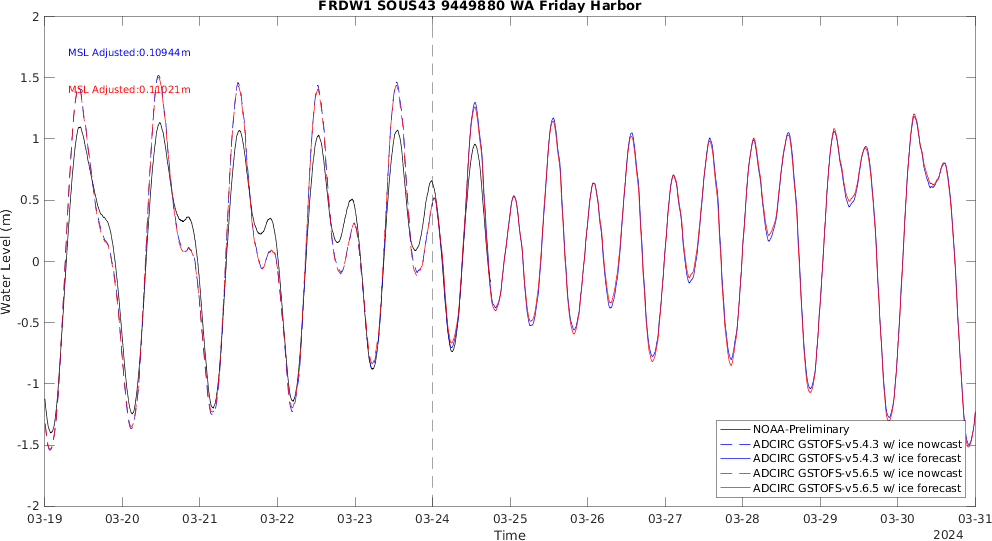 FRDW1 SOUS43 9449880 WA Friday Harbor
2
1.5
1
0.5
0
-0.5
-1
-1.5
-2
Water Level (m)
MSL Adjusted:0.10944m
MSL Adjusted:0.11021m
NOAA-Preliminary
ADCIRC GSTOFS-v5.4.3 w/ ice nowcast
ADCIRC GSTOFS-v5.4.3 w/ ice forecast
ADCIRC GSTOFS-v5.6.5 w/ ice nowcast
ADCIRC GSTOFS-v5.6.5 w/ ice forecast
03-19 03-20 03-21 03-22 03-23 03-24 03-25 03-26 03-27 03-28 03-29 03-30 03-31
Time
2024